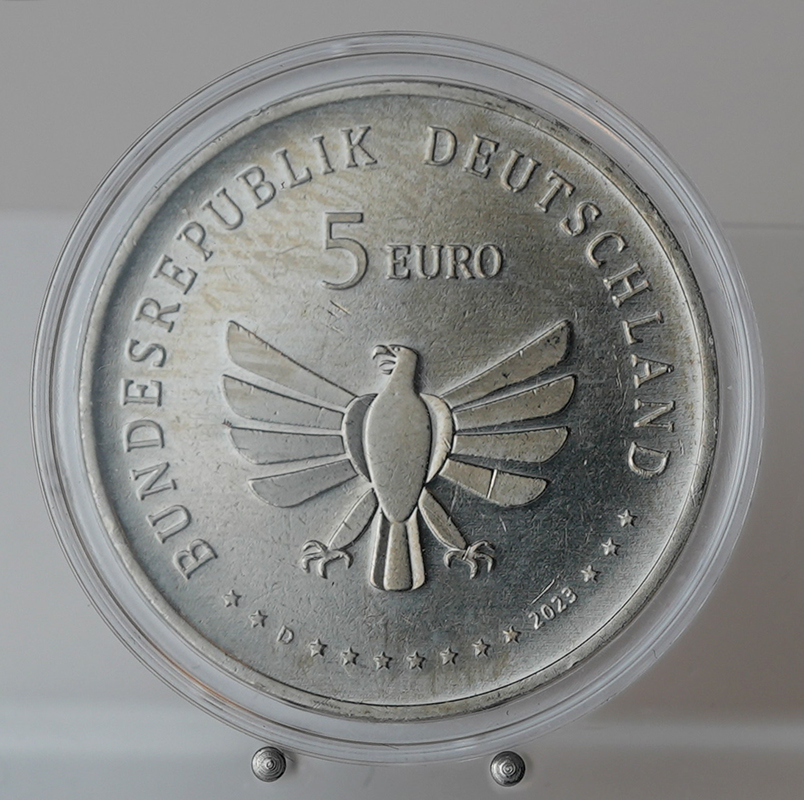 BUNDESREPUBLIK DEUTSCHLAND
5 EURO
D
2023